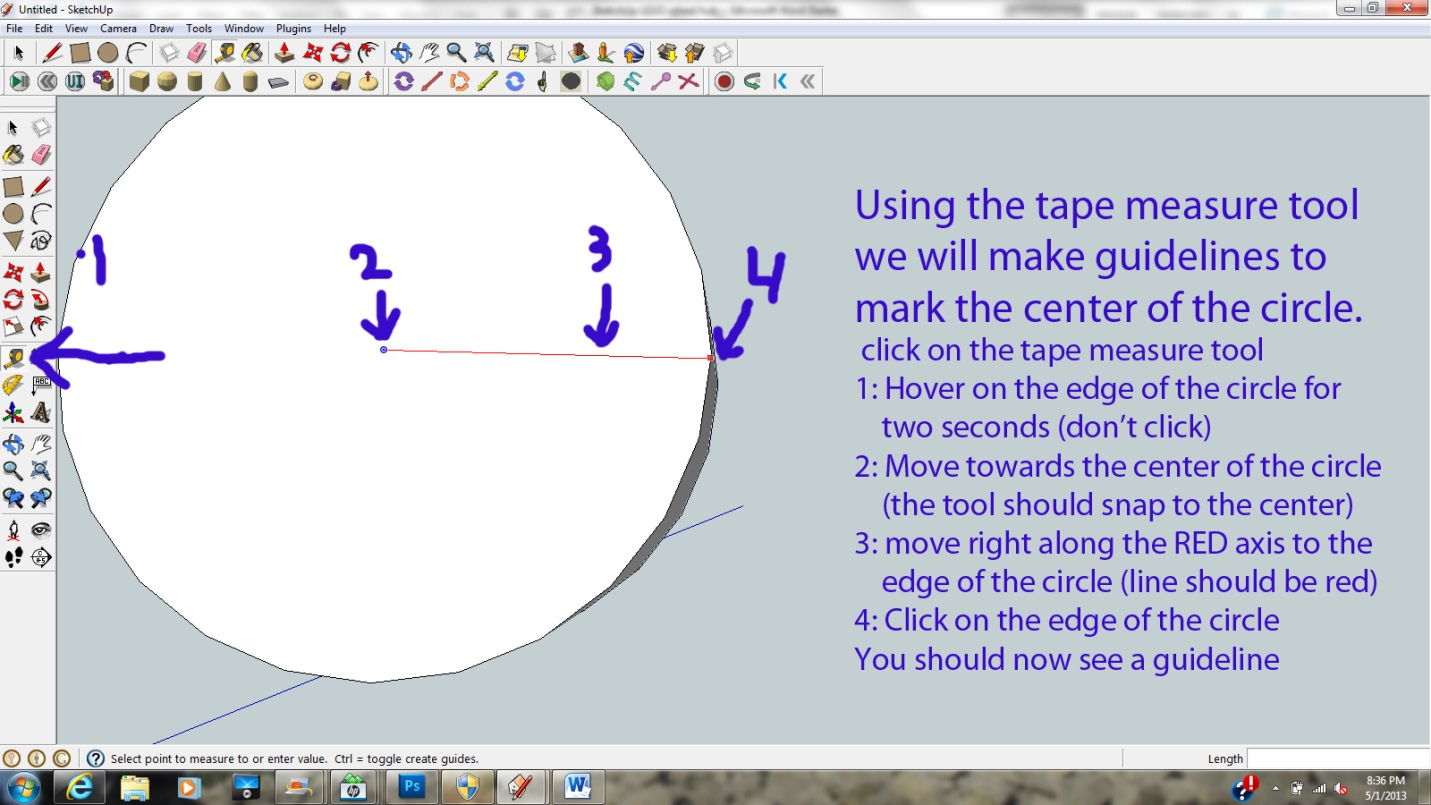 Untitled - SketchUp
File Edit View Camera Draw Tools Window Plugins Help
UI
Using the tape measure tool
we will make guidelines to
mark the center of the circle.
click on the tape measure tool
1: Hover on the edge of the circle for
two seconds (don’t click)
2: Move towards the center of the circle
(the tool should snap to the center)
3: move right along the RED axis to the
edge of the circle (line should be red)
4: Click on the edge of the circle
You should now see a guideline
1
2
3
4
ABC
Select point to measure to or enter value. Ctrl = toggle create guides.
Length
hp
Ps
W
8:36 PM
5/1/2013